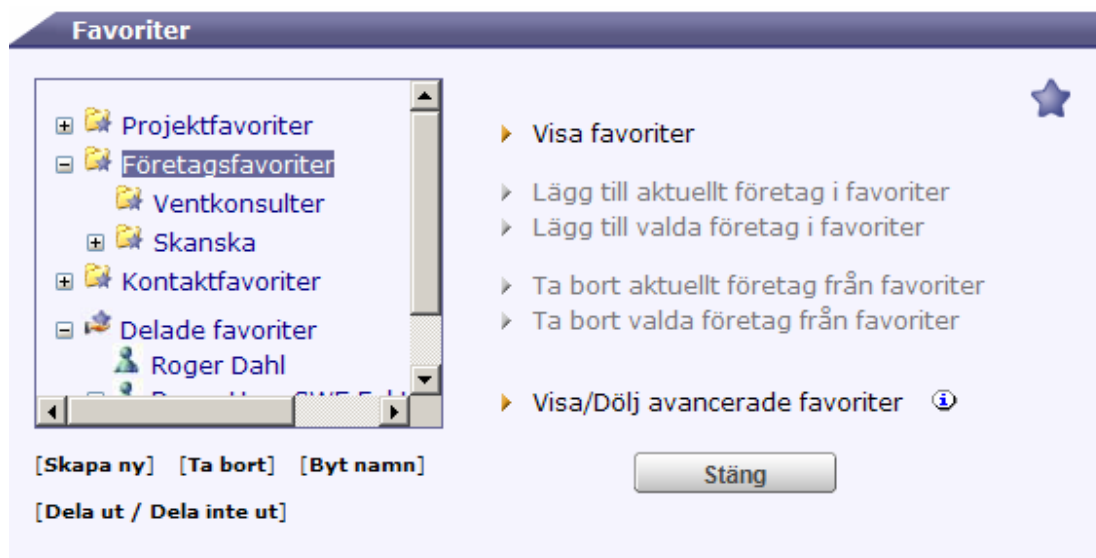 Favoriter
Projektfavoriter
Företagsfavoriter
Ventkonsulter
Skanska
Kontaktfavoriter
Delade favoriter
Roger Dahl
[Skapa ny] [Ta bort] [Byt namn]
[Dela ut / Dela inte ut]
Visa favoriter
Lägg till aktuellt företag i favoriter
Lägg till valda företag i favoriter
Ta bort aktuellt företag från favoriter
Ta bort valda företag från favoriter
Visa/Dölj avancerade favoriter
Stäng